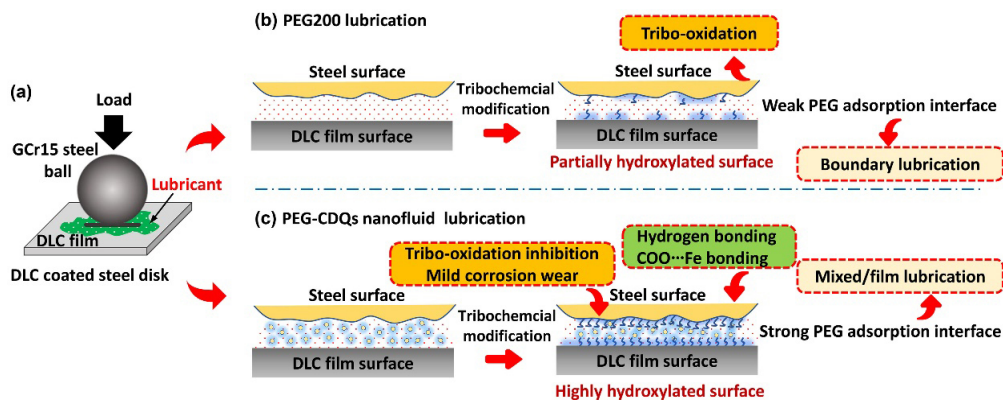 (a)
Load
GCr15 steel
ball
Lubricant
DLC film
DLC coated steel disk
(b) PEG200 lubrication
Tribo-oxidation
Steel surface
DLC film surface
Tribochemcial
modification
Steel surface
DLC film surface
Partially hydroxylated surface
Weak PEG adsorption interface
Boundary lubrication
(c) PEG-CDQs nanofluid lubrication
Tribo-oxidation inhibition
Mild corrosion wear
Hydrogen bonding
COO···Fe bonding
Steel surface
DLC film surface
Tribochemcial
modification
Steel surface
DLC film surface
Highly hydroxylated surface
Mixed/film lubrication
Strong PEG adsorption interface